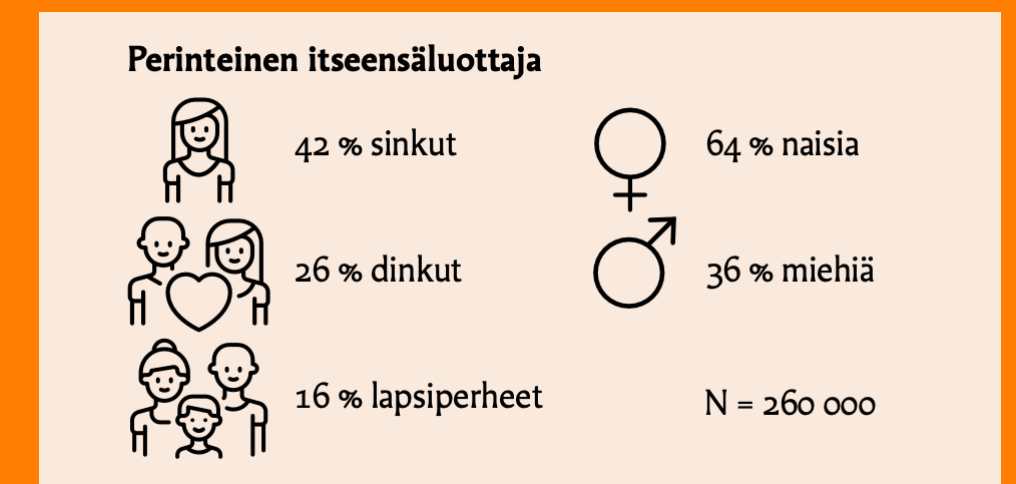 Perinteinen itseensäluottaja
42 % sinkut
64 % naisia
26 % dinkut
36 % miehiä
16 % lapsiperheet
N = 260 000